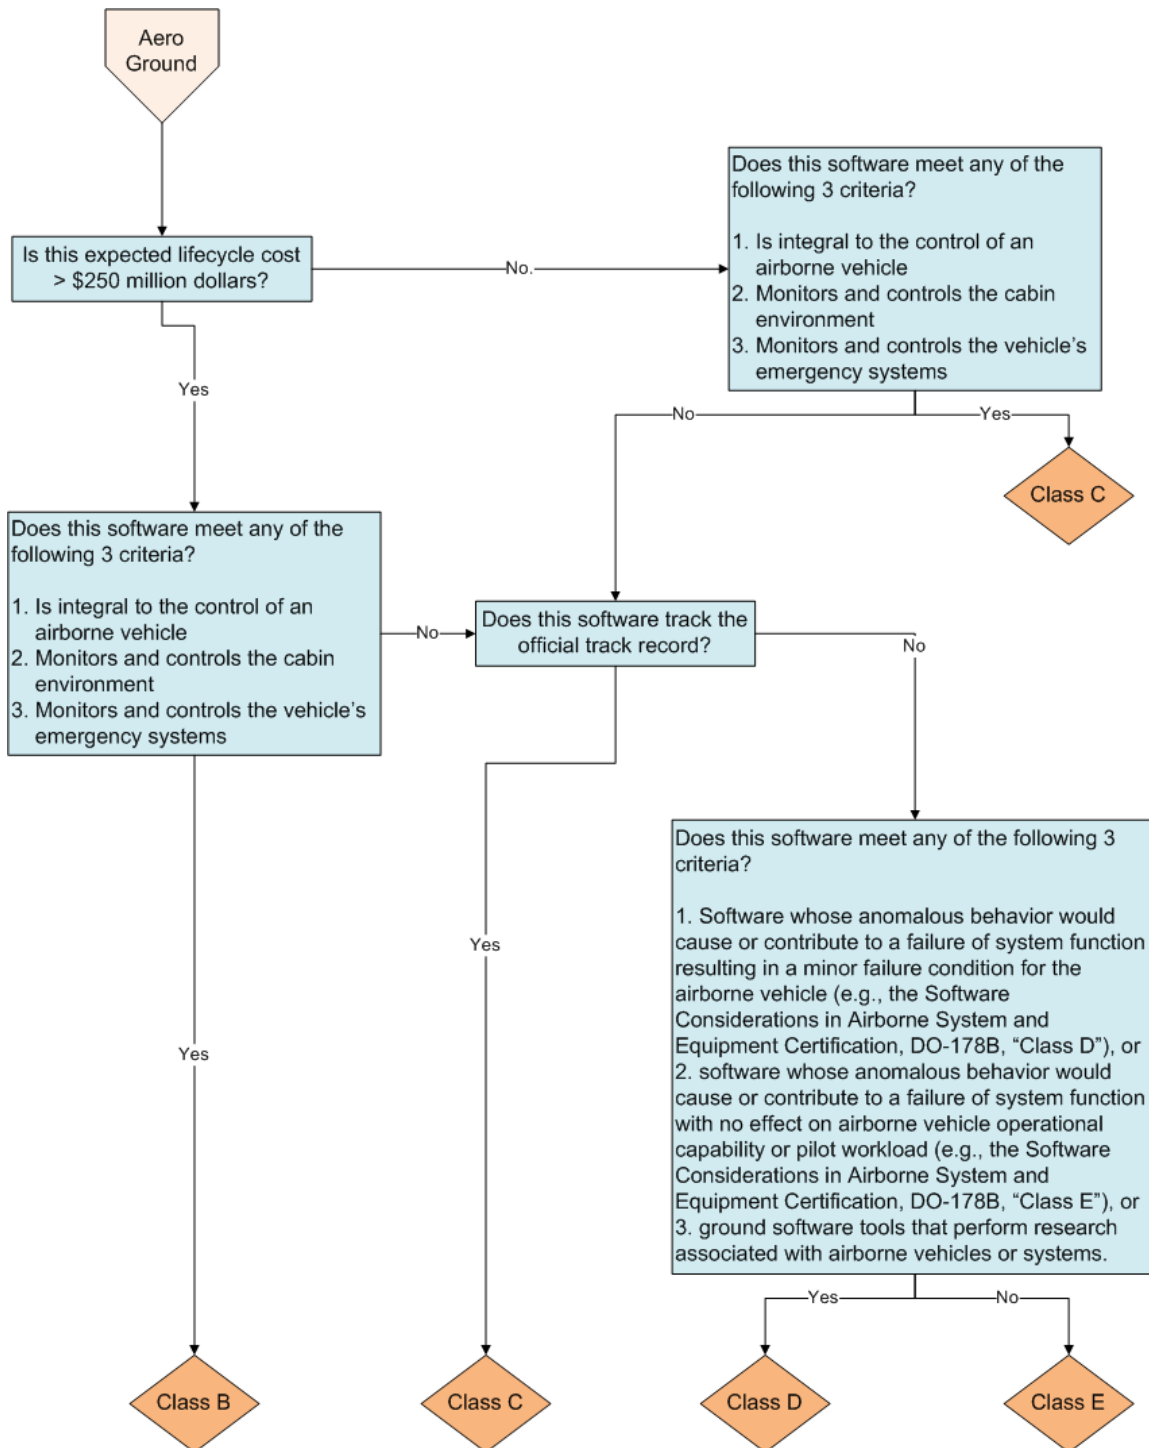 Aero
Ground
Does this software meet any of the
following 3 criteria?
1. Is integral to the control of an
airborne vehicle
2. Monitors and controls the cabin
environment
3. Monitors and controls the vehicle’s
emergency systems
Is this expected lifecycle cost
> $250 million dollars?
No.
Yes
No
Yes
Class C
Does this software meet any of the
following 3 criteria?
1. Is integral to the control of an
airborne vehicle
2. Monitors and controls the cabin
environment
3. Monitors and controls the vehicle’s
emergency systems
No
Does this software track the
official track record?
No
Does this software meet any of the following 3
criteria?
1. Software whose anomalous behavior would
cause or contribute to a failure of system function
resulting in a minor failure condition for the
airborne vehicle (e.g., the Software
Considerations in Airborne System and
Equipment Certification, DO-178B, “Class D”), or
2. software whose anomalous behavior would
cause or contribute to a failure of system function
with no effect on airborne vehicle operational
capability or pilot workload (e.g., the Software
Considerations in Airborne System and
Equipment Certification, DO-178B, “Class E”), or
3. ground software tools that perform research
associated with airborne vehicles or systems.
Yes
Yes
Yes
No
Class B
Class C
Class D
Class E